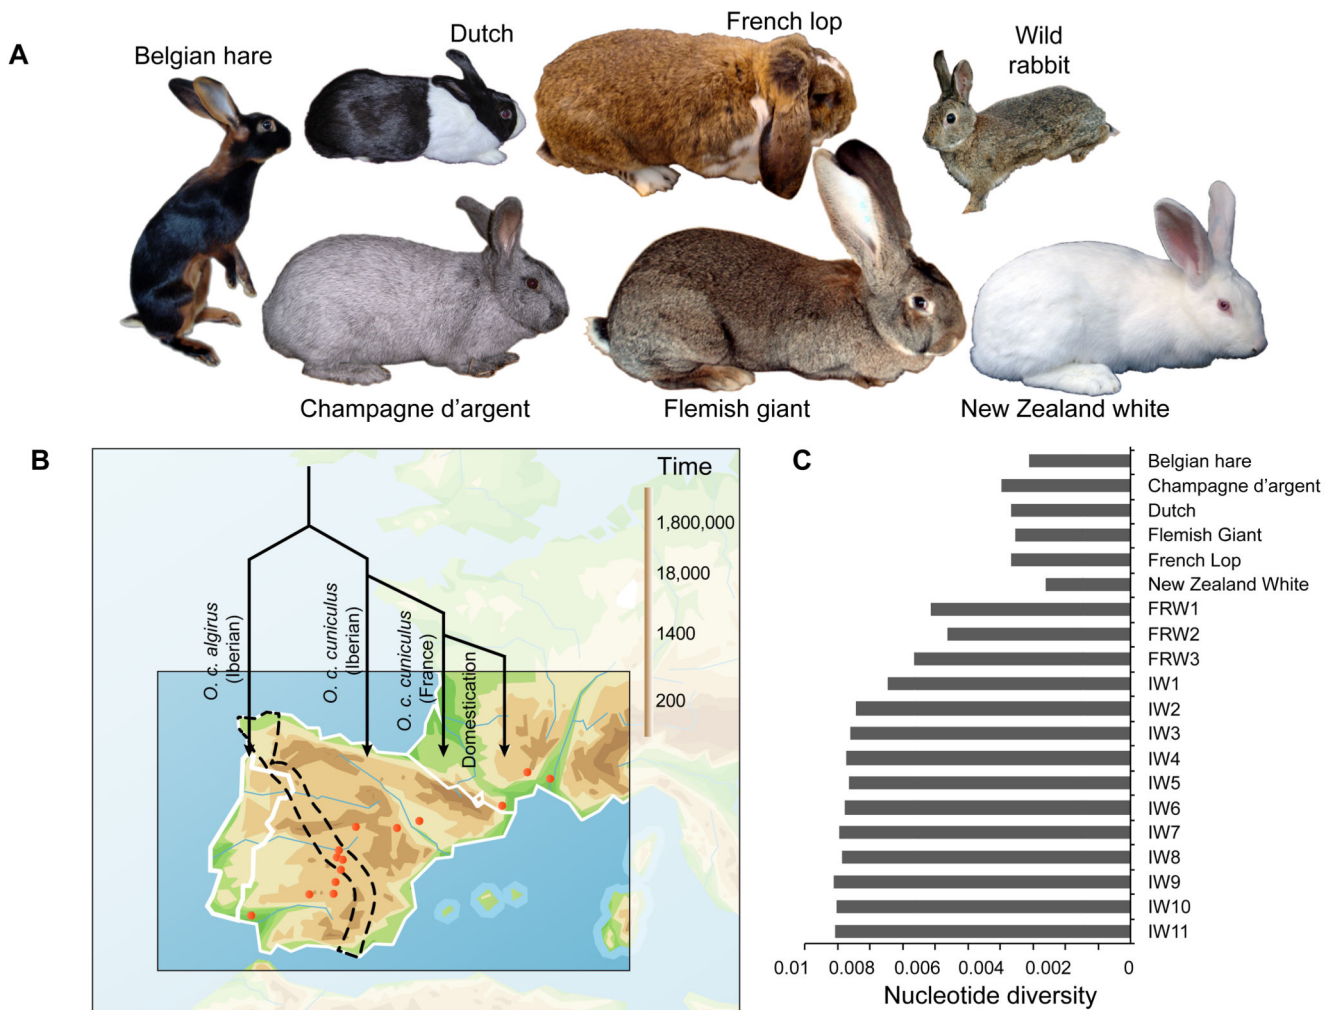 A
Belgian hare
Dutch
French lop
Wild
rabbit
Champagne d'argent
Flemish giant
New Zealand white
B
Time
1,800,000
18,000
1400
200
O. c. algirus
(Iberian)
O. c. cuniculus
(Iberian)
O. c. cuniculus
(France)
Domestication
C
Belgian hare
Champagne d'argent
Dutch
Flemish Giant
French Lop
New Zealand White
FRW1
FRW2
FRW3
IW1
IW2
IW3
IW4
IW5
IW6
IW7
IW8
IW9
IW10
IW11
0.01 0.008 0.006 0.004 0.002 0
Nucleotide diversity